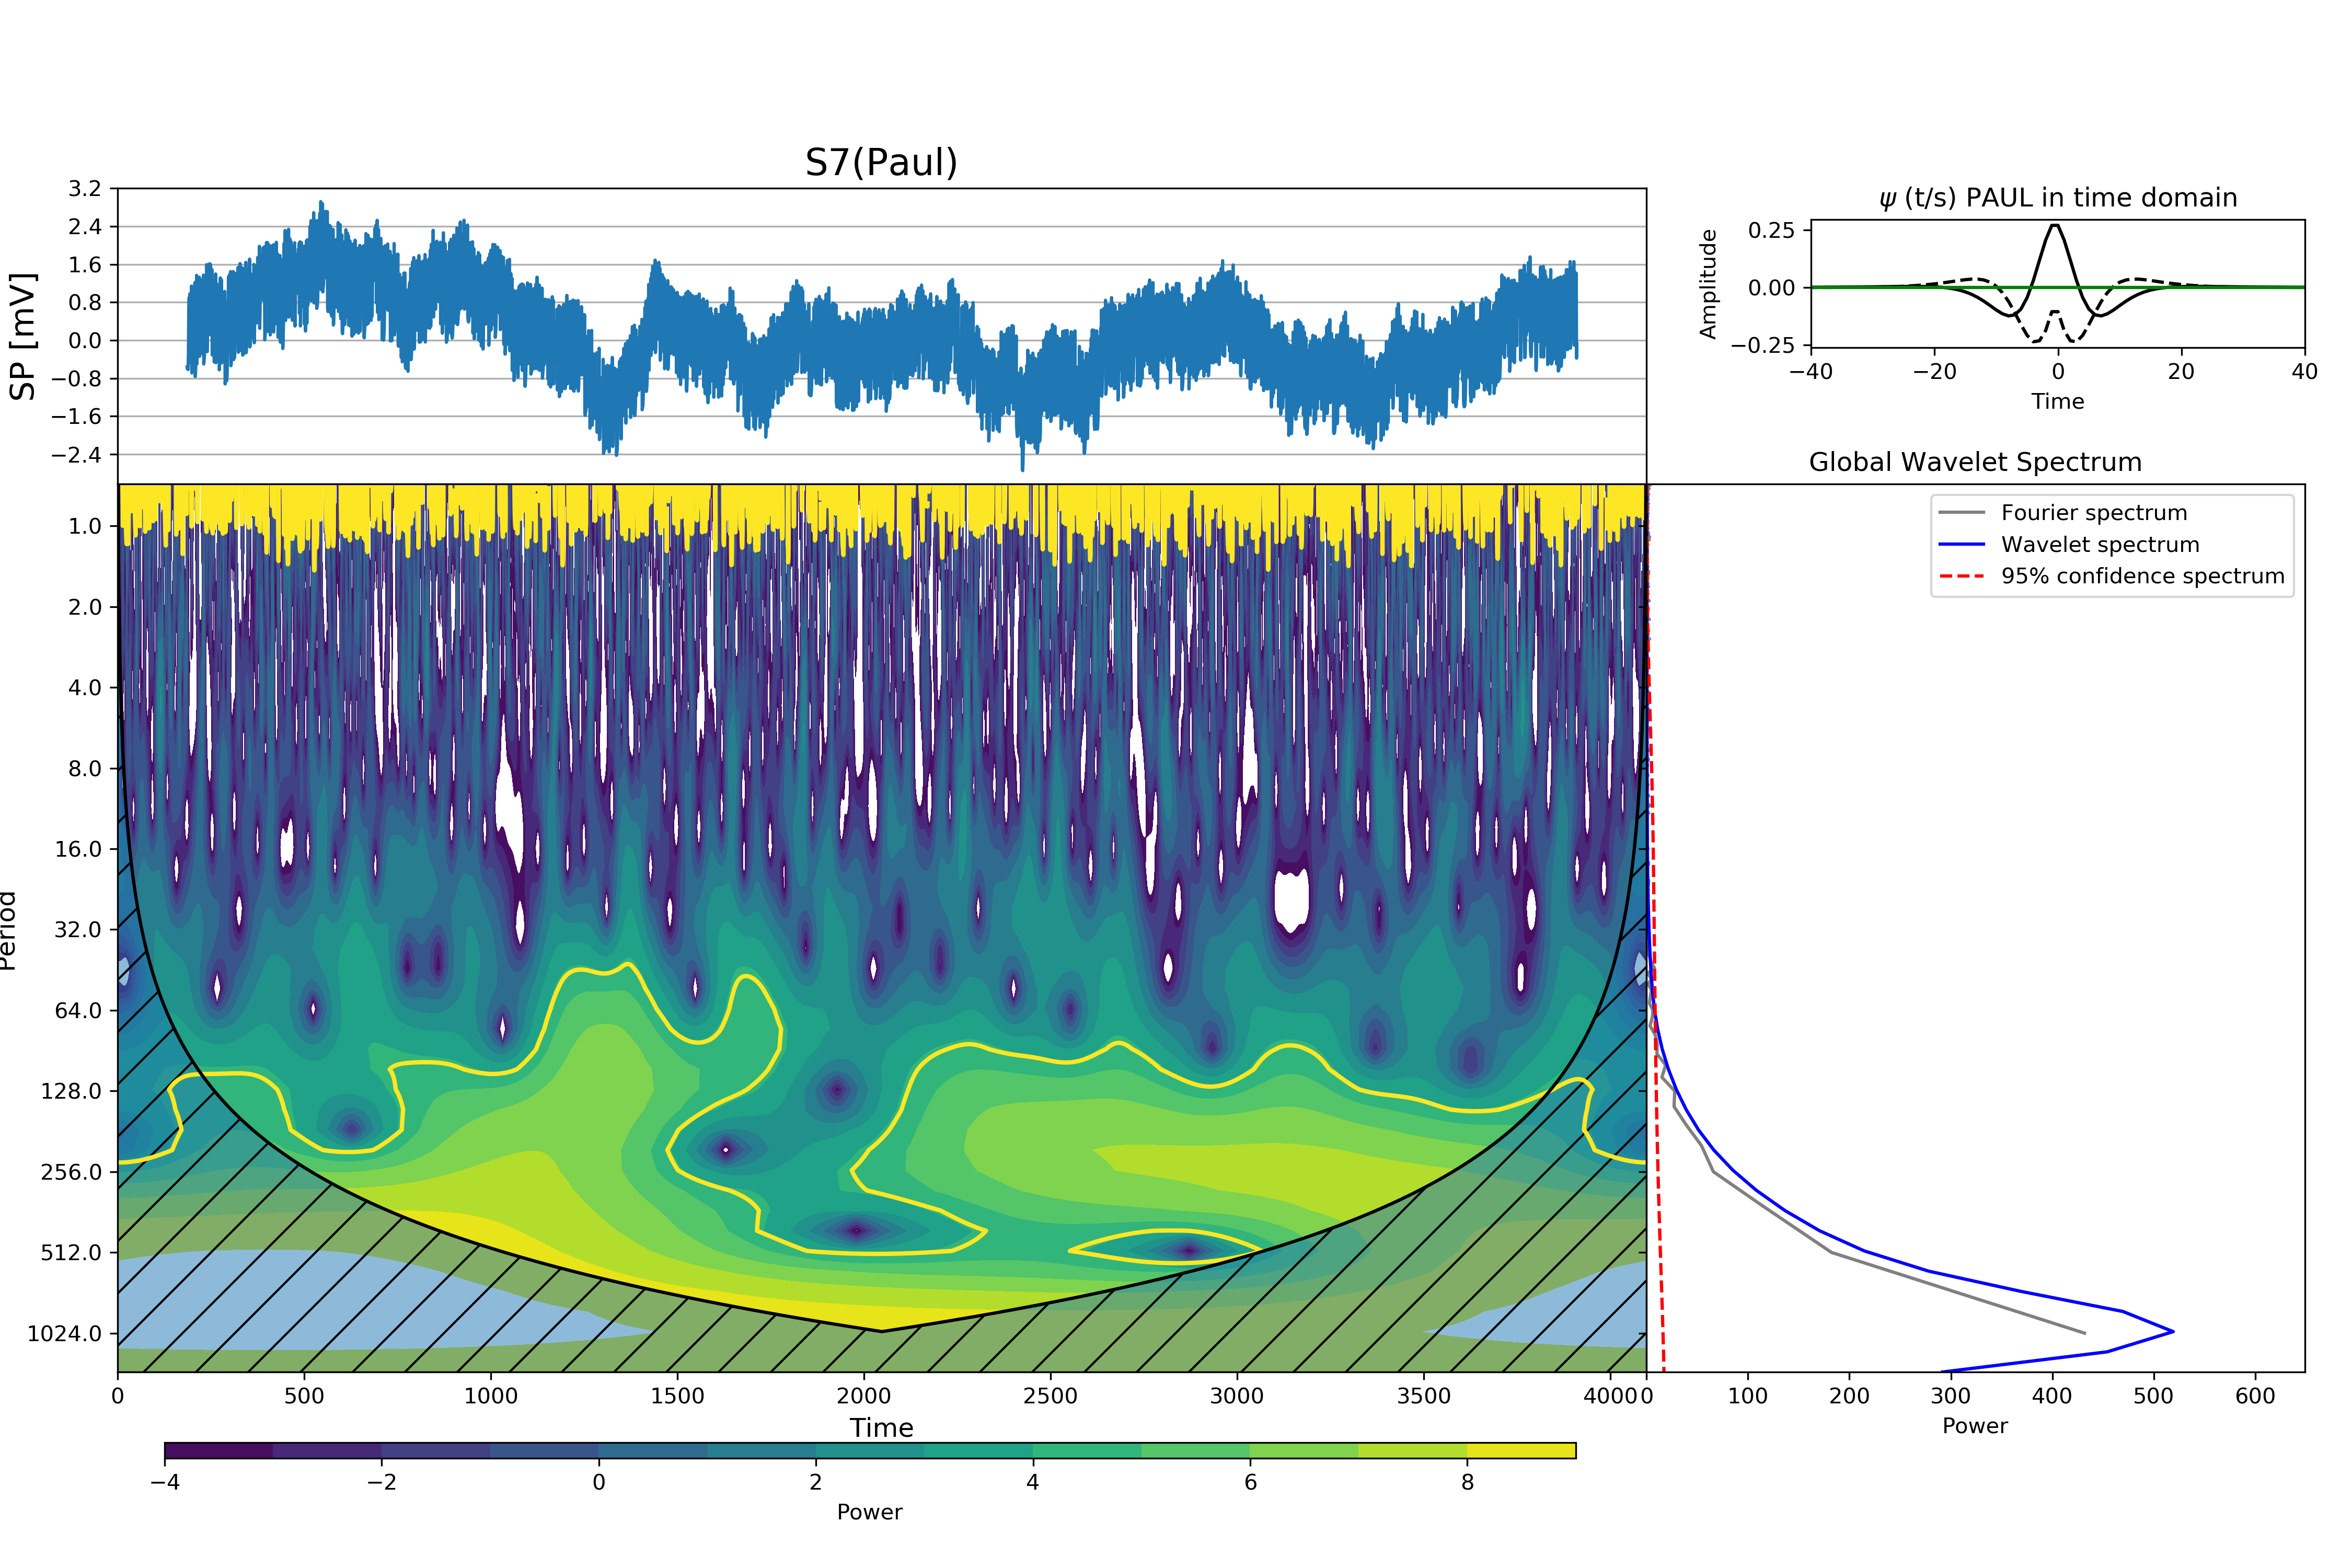 S7(Paul)
SP [mV]
3.2
2.4
1.6
0.8
0.0
−0.8
−1.6
−2.4
ψ (t/s) PAUL in time domain
Amplitude
0.25
0.00
−0.25
−40 −20 0 20 40
Time
Global Wavelet Spectrum
Fourier spectrum
Wavelet spectrum
95% confidence spectrum
Period
1.0
2.0
4.0
8.0
16.0
32.0
64.0
128.0
256.0
512.0
1024.0
0 500 1000 1500 2000 2500 3000 3500 4000
Time
0 100 200 300 400 500 600
Power
−4 −2 0 2 4 6 8
Power